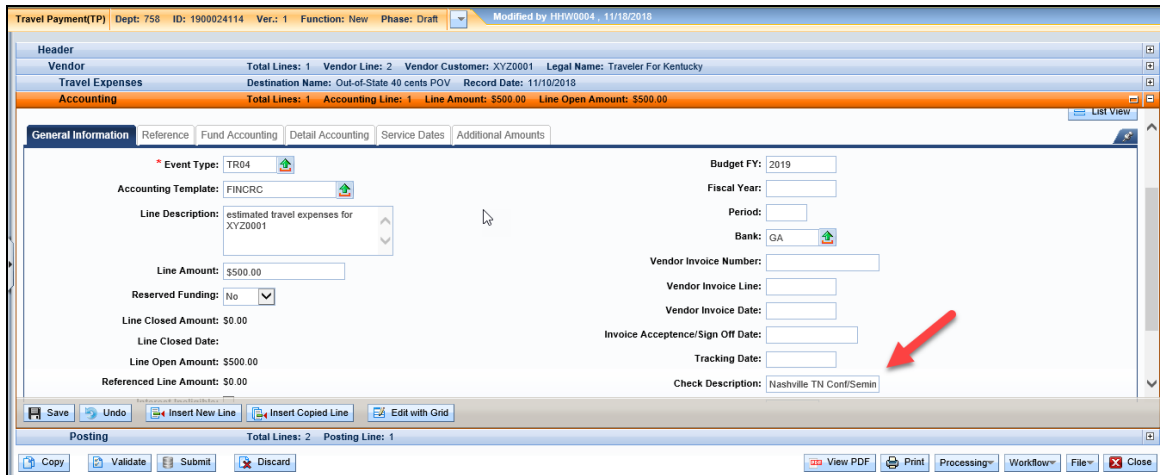 Travel Payment(TP) Dept: 758 ID: 1900024114 Ver.: 1 Function: New Phase: Draft Modified by HHW0004 , 11/18/2018
Header
Vendor Total Lines: 1 Vendor Line: 2 Vendor Customer: XYZ0001 Legal Name: Traveler For Kentucky
Travel Expenses Destination Name: Out-of-State 40 cents POV Record Date: 11/10/2018
Accounting Total Lines: 1 Accounting Line: 1 Line Amount: $500.00 Line Open Amount: $500.00
List View
General Information Reference Fund Accounting Detail Accounting Service Dates Additional Amounts
* Event Type: TR04
Accounting Template: FINCRC
Line Description: estimated travel expenses for
XYZ0001
Line Amount: $500.00
Reserved Funding: No
Line Closed Amount: $0.00
Line Closed Date:
Line Open Amount: $500.00
Referenced Line Amount: $0.00
Interest Ineligible:
Budget FY: 2019
Fiscal Year:
Period:
Bank: GA
Vendor Invoice Number:
Vendor Invoice Line:
Vendor Invoice Date:
Invoice Acceptence/Sign Off Date:
Tracking Date:
Check Description: Nashville TN Conf/Semin
Save Undo Insert New Line Insert Copied Line Edit with Grid
Posting Total Lines: 2 Posting Line: 1
Copy Validate Submit Discard View PDF Print Processing Workflow File Close